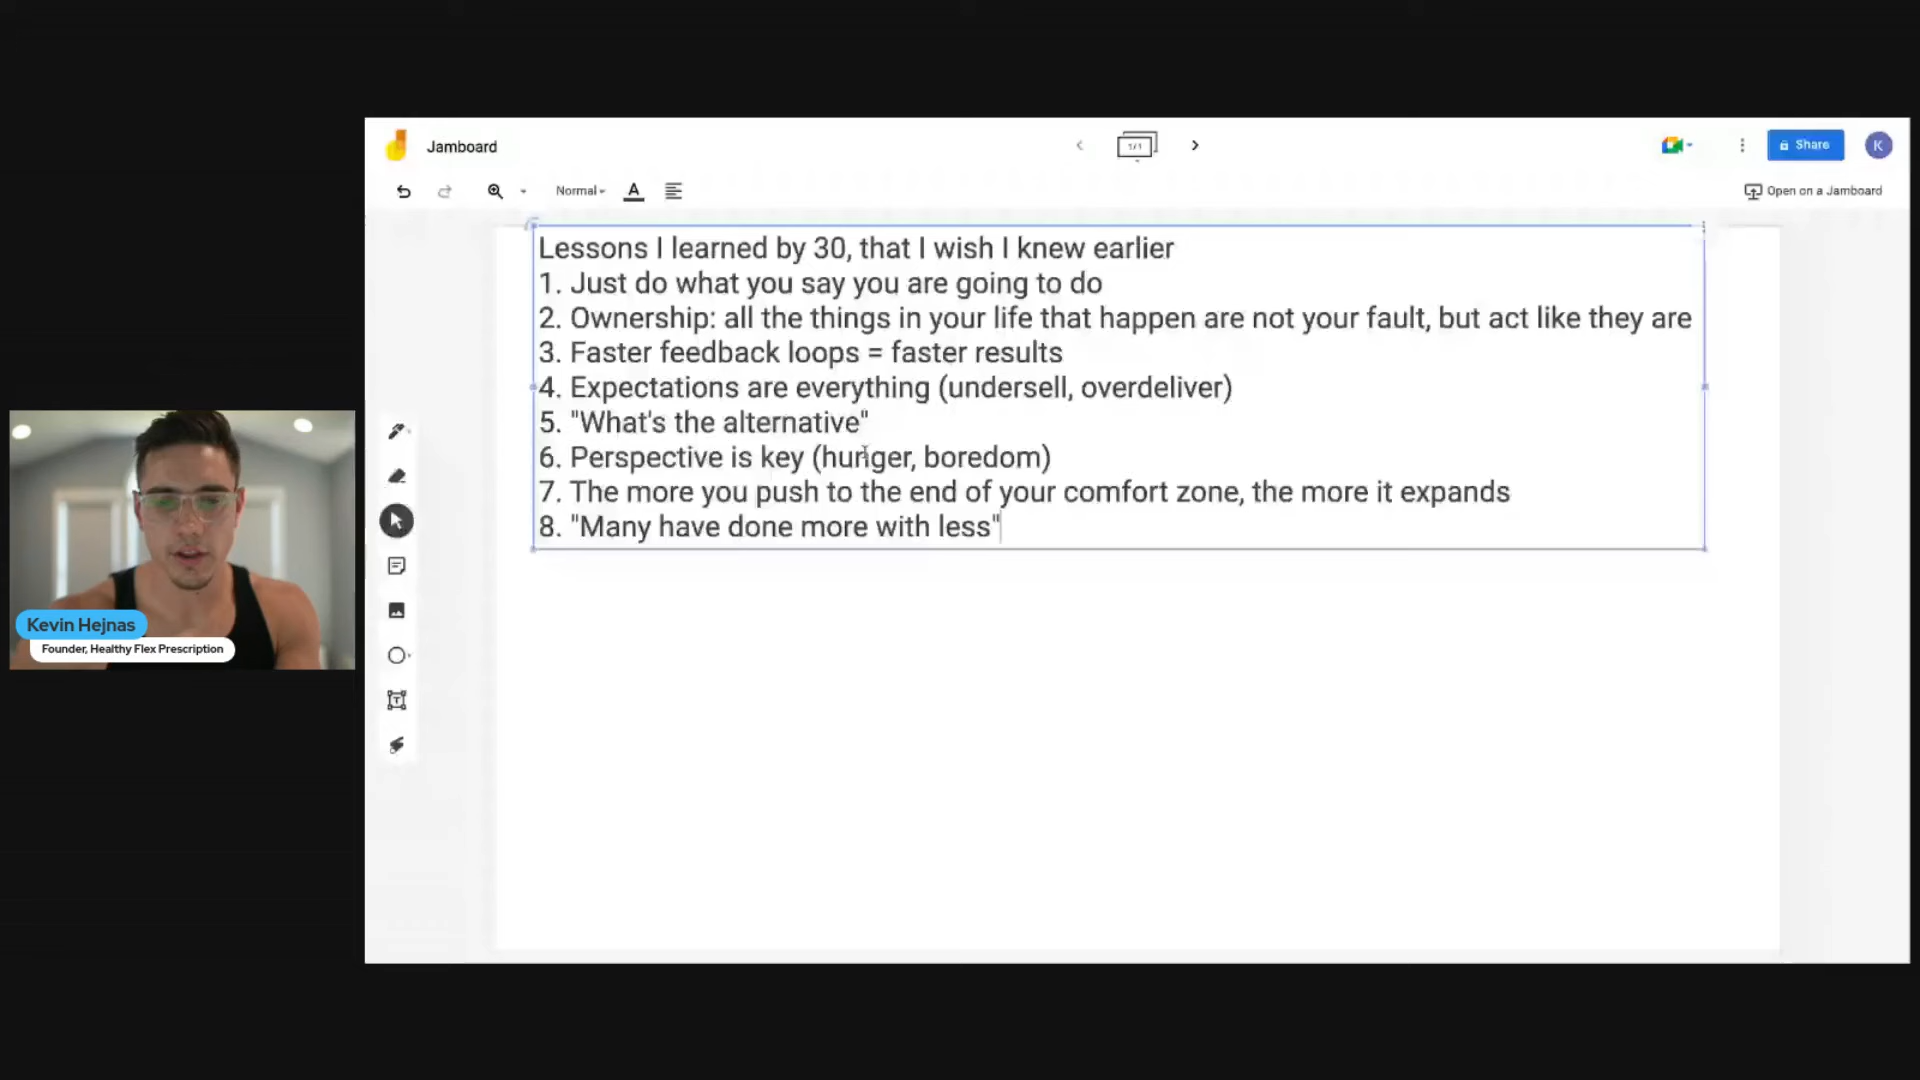 Jamboard
1/1
Share
K
Normal
A
Open on a Jamboard
Lessons I learned by 30, that I wish I knew earlier
1. Just do what you say you are going to do
2. Ownership: all the things in your life that happen are not your fault, but act like they are
3. Faster feedback loops = faster results
4. Expectations are everything (undersell, overdeliver)
5. "What's the alternative"
6. Perspective is key (hunger, boredom)
7. The more you push to the end of your comfort zone, the more it expands
8. "Many have done more with less"
Kevin Hejnas
Founder, Healthy Flex Prescription